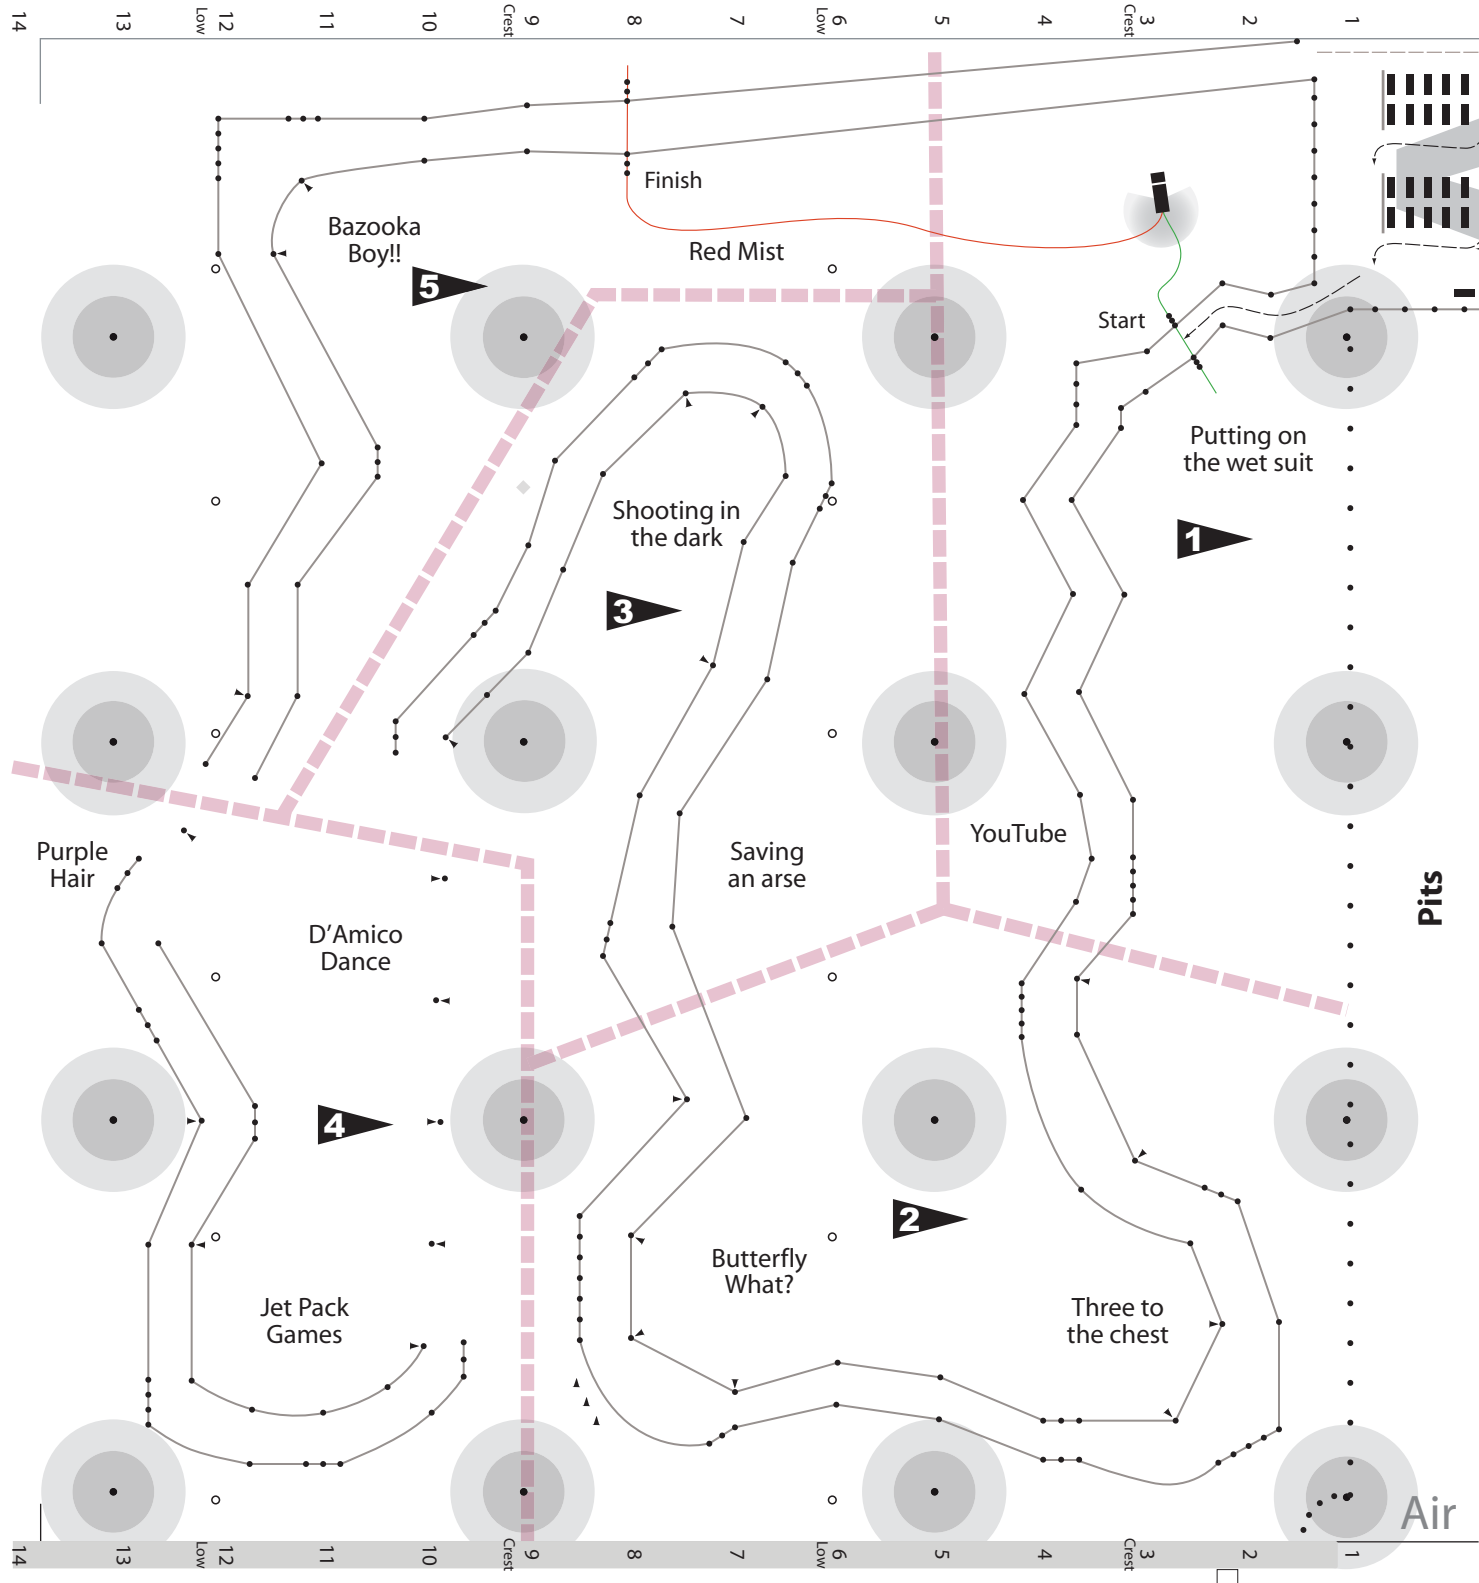 14
13
Low
12
11
10
Crest
9
8
7
Low
6
5
4
Crest
3
2
1
Finish
Bazooka
Boy!!
Red Mist
5
Start
Putting on
the wet suit
1
Shooting in
the dark
3
YouTube
Purple
Hair
Saving
an arse
Pits
D'Amico
Dance
4
2
Butterfly
What?
Jet Pack
Games
Three to
the chest
Air
14
13
Low
12
11
10
Crest
9
8
7
Low
6
5
4
Crest
3
2
1